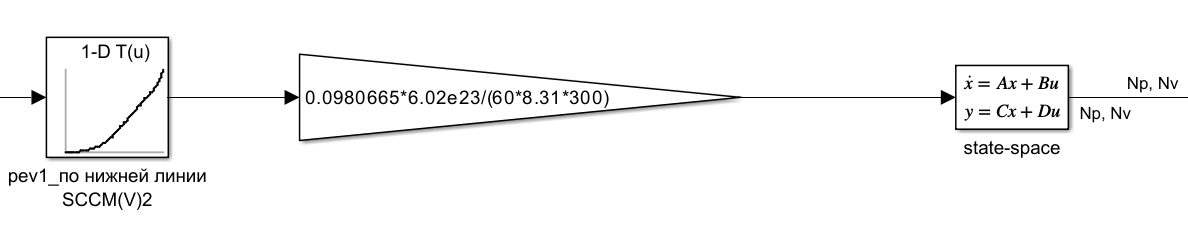 1-D T(u)
pev1_по нижней линии
SCCM(V)2
0.0980665*6.02e23/(60*8.31*300)
ẋ = Ax + Bu
y = Cx + Du
state-space
Np, Nv
Np, Nv